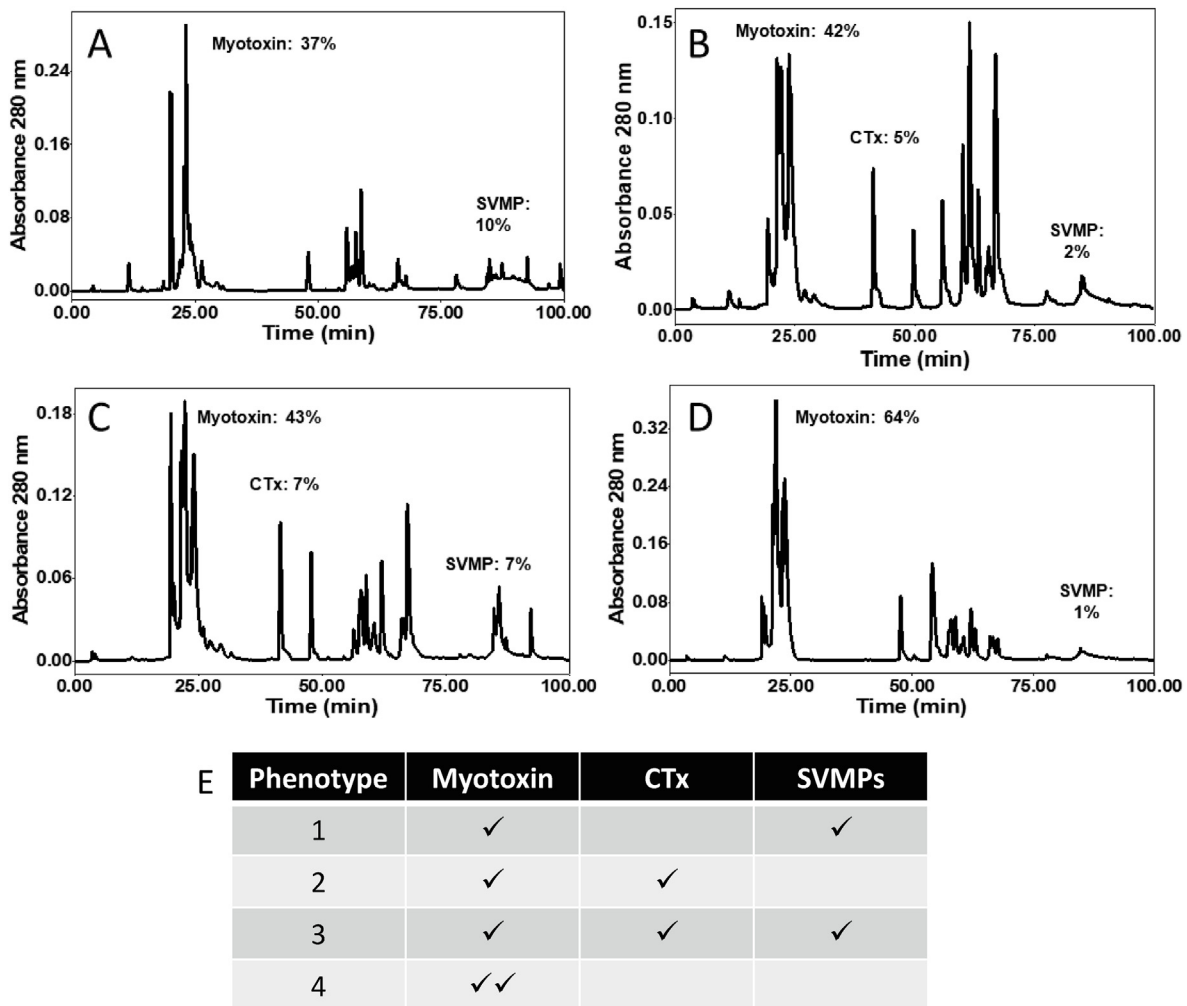 A
Myotoxin: 37%
SVMP:
10%
Absorbance 280 nm
0.24
0.16
0.08
0.00
0.00 25.00 50.00 75.00 100.00
Time (min)
B
Myotoxin: 42%
CTx: 5%
SVMP:
2%
Absorbance 280 nm
0.15
0.10
0.05
0.00
0.00 25.00 50.00 75.00 100.00
Time (min)
C
Myotoxin: 43%
CTx: 7%
SVMP: 7%
Absorbance 280 nm
0.18
0.12
0.06
0.00
0.00 25.00 50.00 75.00 100.00
Time (min)
D
Myotoxin: 64%
SVMP:
1%
Absorbance 280 nm
0.32
0.24
0.16
0.08
0.00
0.00 25.00 50.00 75.00 100.00
Time (min)
E
Phenotype Myotoxin CTx SVMPs
1 ✓ ✓
2 ✓ ✓
3 ✓ ✓ ✓
4 ✓✓